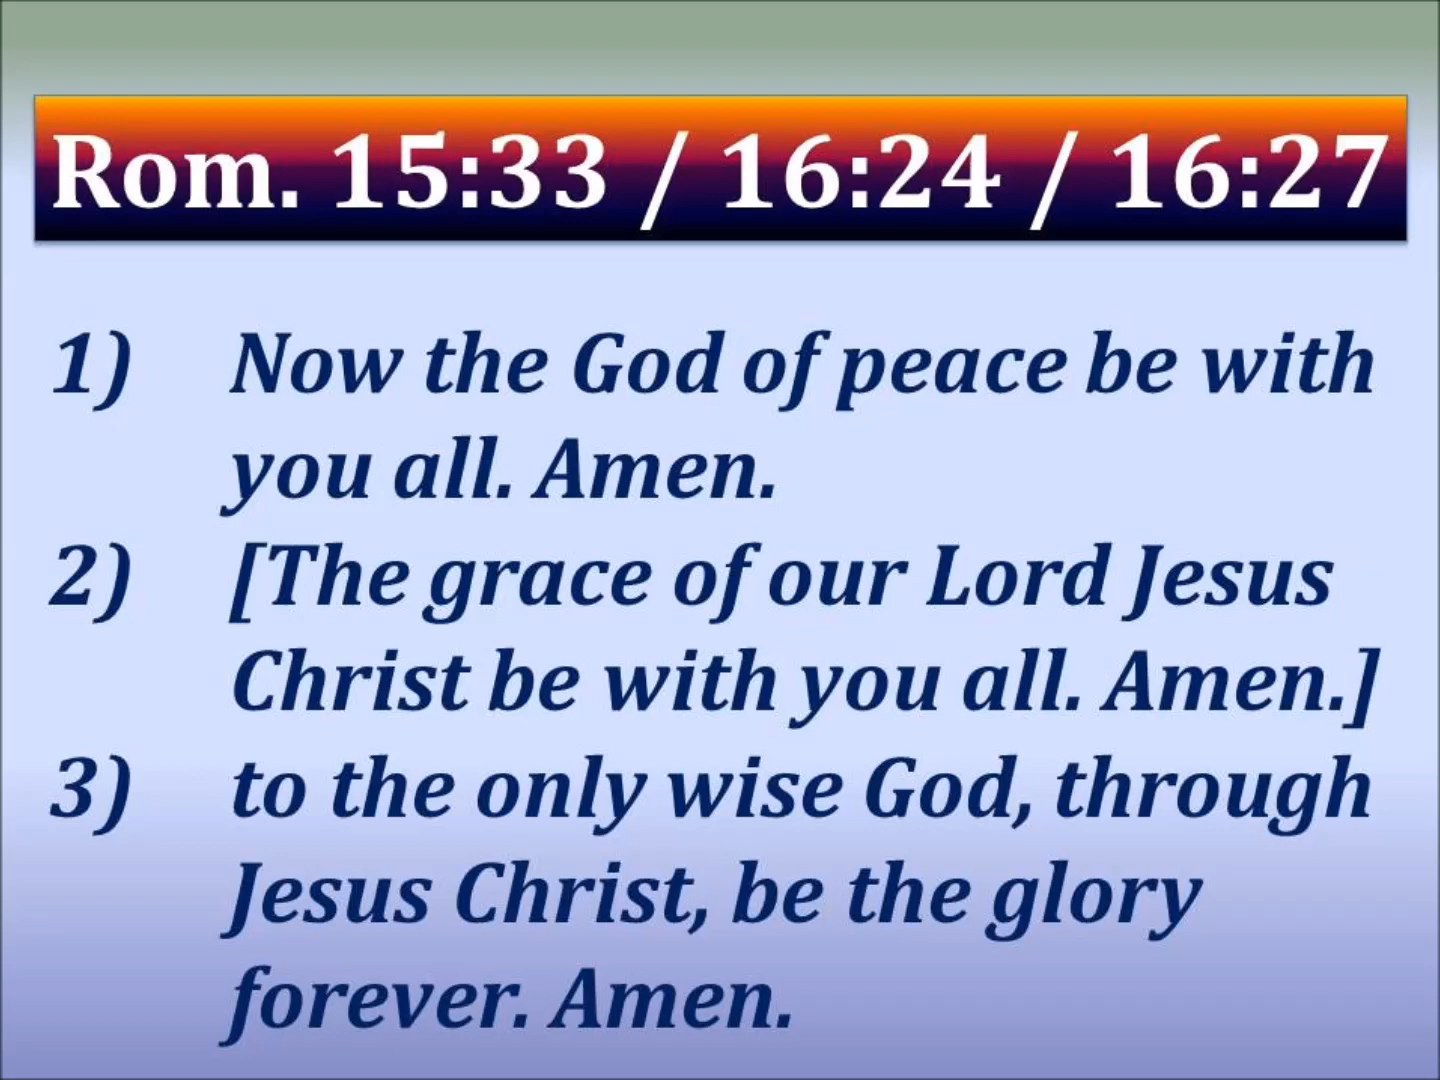 Rom. 15:33 / 16:24 / 16:27
1) Now the God of peace be with
you all. Amen.
2) [The grace of our Lord Jesus
Christ be with you all. Amen.]
3) to the only wise God, through
Jesus Christ, be the glory
forever. Amen.